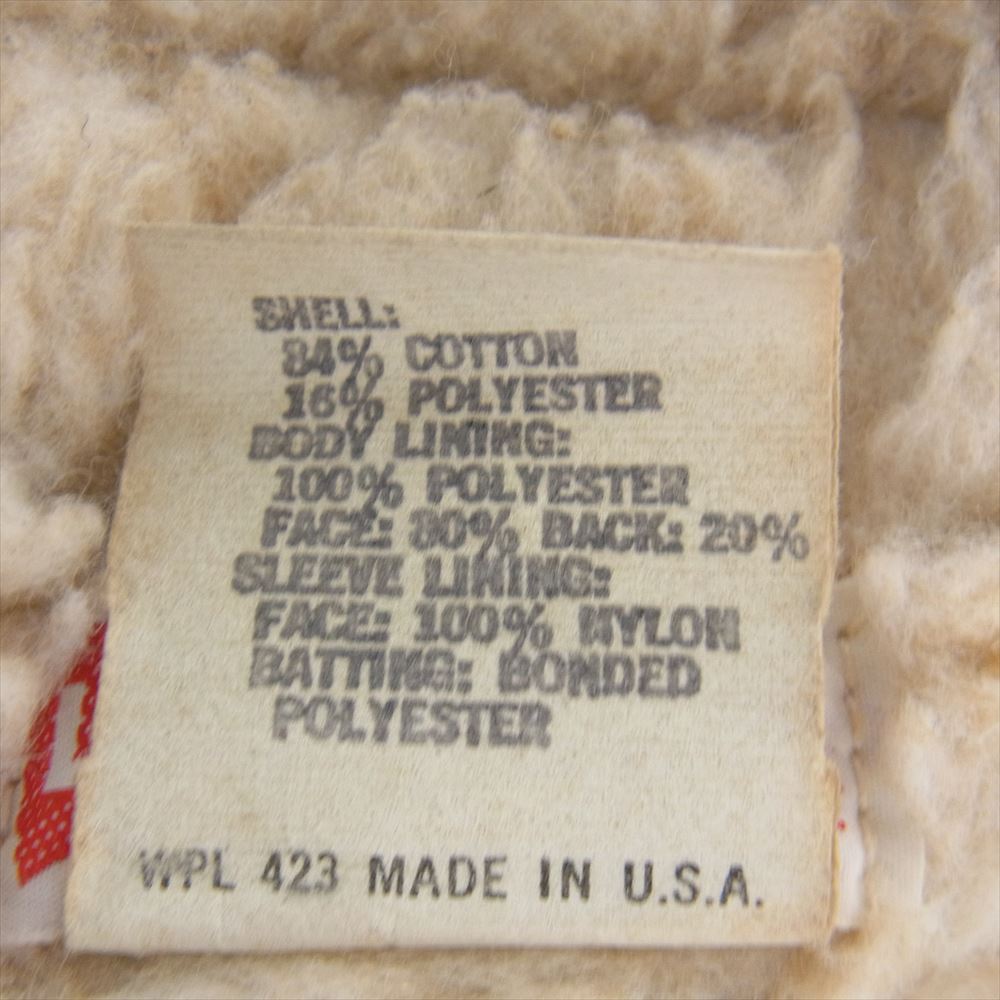 SHELL:
84% COTTON
16% POLYESTER
BODY LINING:
100% POLYESTER
FACE: 80% BACK: 20%
SLEEVE LINING:
FACE: 100% NYLON
BATTING: BONDED
POLYESTER
WPL 423 MADE IN U.S.A.